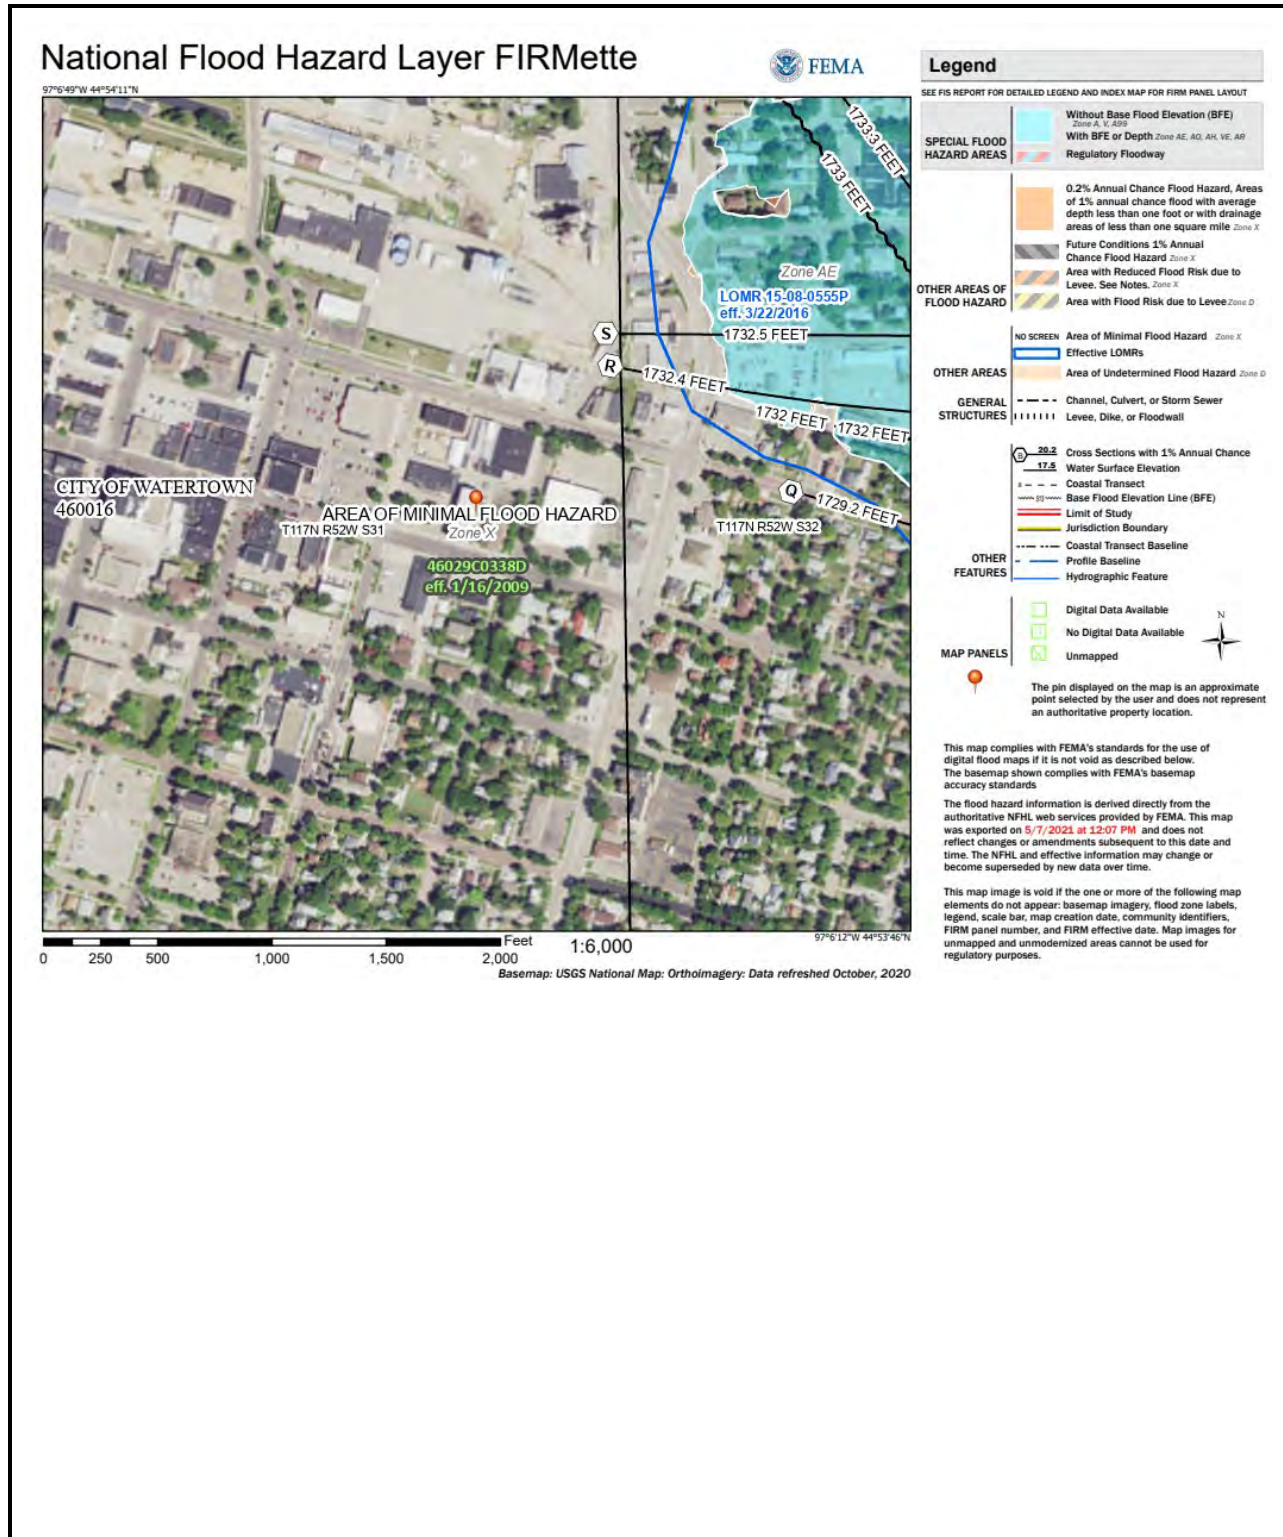 National Flood Hazard Layer FIRMette
FEMA
97°6'49"W 44°54'11"N
1733.3 FEET
1733 FEET
Zone AE
LOMR 15-08-0555P
eff. 3/22/2016
S
1732.5 FEET
R
1732.4 FEET
1732 FEET
1732 FEET
CITY OF WATERTOWN
460016
Q
1729.2 FEET
AREA OF MINIMAL FLOOD HAZARD
T117N R52W S31
Zone X
T117N R52W S32
46029C0338D
eff. 1/16/2009
97°6'12"W 44°53'46"N
0
250
500
1,000
1,500
2,000
Feet
1:6,000
Basemap: USGS National Map: Orthoimagery: Data refreshed October, 2020
Legend
SEE FIS REPORT FOR DETAILED LEGEND AND INDEX MAP FOR FIRM PANEL LAYOUT
SPECIAL FLOOD
HAZARD AREAS
Without Base Flood Elevation (BFE)
Zone A, V, A99
With BFE or Depth Zone AE, AO, AH, VE, AR
Regulatory Floodway
0.2% Annual Chance Flood Hazard, Areas
of 1% annual chance flood with average
depth less than one foot or with drainage
areas of less than one square mile Zone X
Future Conditions 1% Annual
Chance Flood Hazard Zone X
Area with Reduced Flood Risk due to
Levee. See Notes. Zone X
Area with Flood Risk due to Levee Zone D
OTHER AREAS OF
FLOOD HAZARD
NO SCREEN Area of Minimal Flood Hazard Zone X
Effective LOMRs
Area of Undetermined Flood Hazard Zone D
OTHER AREAS
GENERAL
STRUCTURES
Channel, Culvert, or Storm Sewer
Levee, Dike, or Floodwall
B 20.2 Cross Sections with 1% Annual Chance
17.5 Water Surface Elevation
8 Coastal Transect
513 Base Flood Elevation Line (BFE)
Limit of Study
Jurisdiction Boundary
Coastal Transect Baseline
Profile Baseline
Hydrographic Feature
OTHER
FEATURES
Digital Data Available
No Digital Data Available
Unmapped
MAP PANELS
N
The pin displayed on the map is an approximate
point selected by the user and does not represent
an authoritative property location.
This map complies with FEMA's standards for the use of
digital flood maps if it is not void as described below.
The basemap shown complies with FEMA's basemap
accuracy standards
The flood hazard information is derived directly from the
authoritative NFHL web services provided by FEMA. This map
was exported on 5/7/2021 at 12:07 PM and does not
reflect changes or amendments subsequent to this date and
time. The NFHL and effective information may change or
become superseded by new data over time.
This map image is void if the one or more of the following map
elements do not appear: basemap imagery, flood zone labels,
legend, scale bar, map creation date, community identifiers,
FIRM panel number, and FIRM effective date. Map images for
unmapped and unmodernized areas cannot be used for
regulatory purposes.